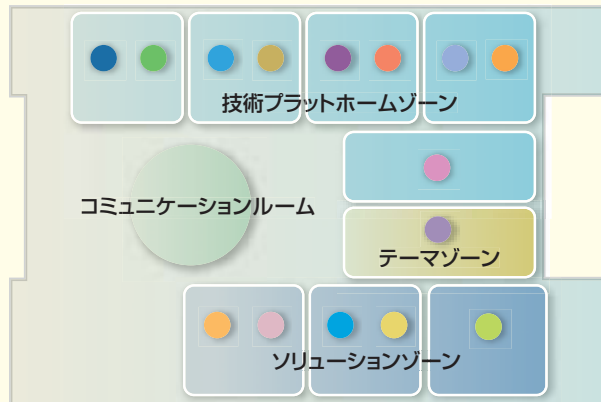 技術プラットホームゾーン
コミュニケーションルーム
テーマゾーン
ソリューションゾーン